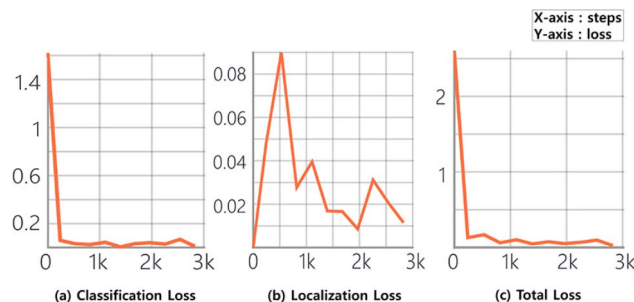 X-axis : steps
Y-axis : loss
1.4
1
0.6
0.2
0 1k 2k 3k
(a) Classification Loss
0.08
0.06
0.04
0.02
0 1k 2k 3k
(b) Localization Loss
2
1
0 1k 2k 3k
(c) Total Loss